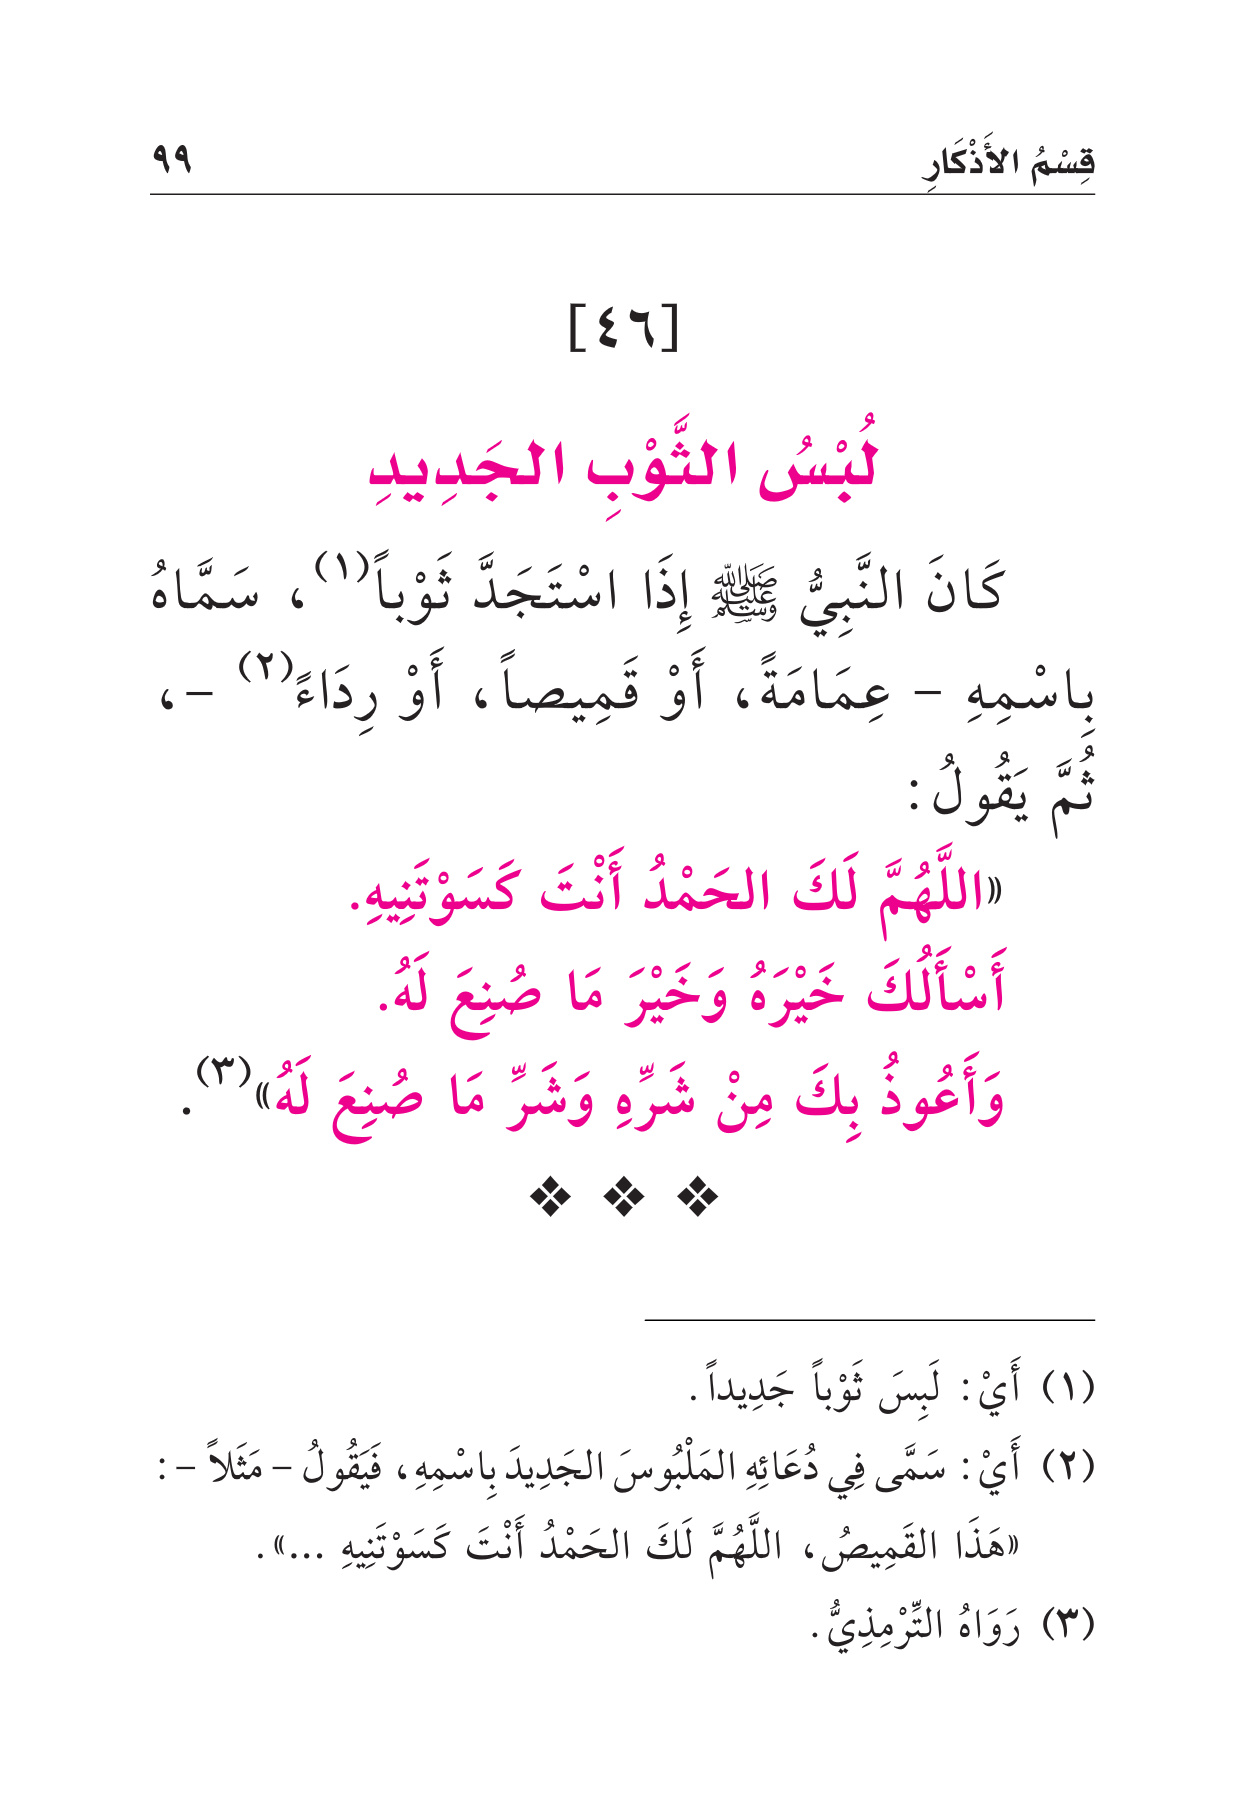 قِسْمُ الأَذْكَارِ ٩٩
[٤٦]
لُبْسُ الثَّوْبِ الجَدِيدِ
كَانَ النَّبِيُّ ﷺ إِذَا اسْتَجَدَّ ثَوْباً(١)، سَمَّاهُ
بِاسْمِهِ – عِمَامَةً، أَوْ قَمِيصاً، أَوْ رِدَاءً(٢) –،
ثُمَّ يَقُولُ:
«اللَّهُمَّ لَكَ الحَمْدُ أَنْتَ كَسَوْتَنِيهِ.
أَسْأَلُكَ خَيْرَهُ وَخَيْرَ مَا صُنِعَ لَهُ.
وَأَعُوذُ بِكَ مِنْ شَرِّهِ وَشَرِّ مَا صُنِعَ لَهُ»(٣).
❖ ❖ ❖
(١) أَيْ: لَبِسَ ثَوْباً جَدِيداً.
(٢) أَيْ: سَمَّى فِي دُعَائِهِ المَلْبُوسَ الجَدِيدَ بِاسْمِهِ، فَيَقُولُ – مَثَلاً –:
«هَذَا القَمِيصُ، اللَّهُمَّ لَكَ الحَمْدُ أَنْتَ كَسَوْتَنِيهِ ...».
(٣) رَوَاهُ التِّرْمِذِيُّ.